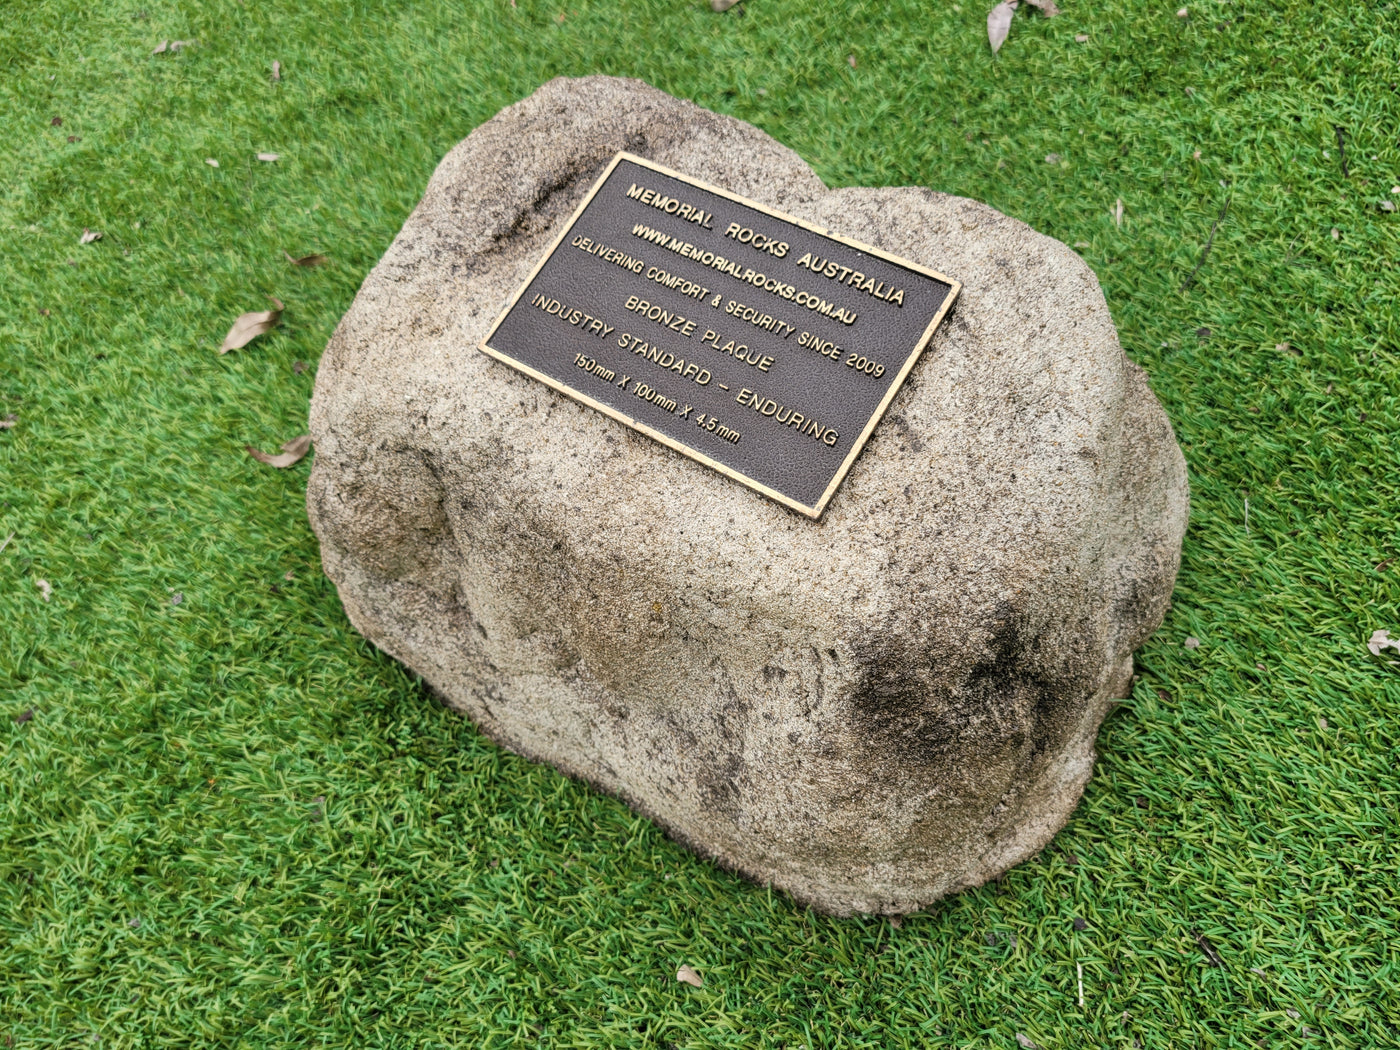 MEMORIAL ROCKS AUSTRALIA
WWW.MEMORIALROCKS.COM.AU
DELIVERING COMFORT & SECURITY SINCE 2009
BRONZE PLAQUE
INDUSTRY STANDARD - ENDURING
150mm X 100mm X 4.5mm